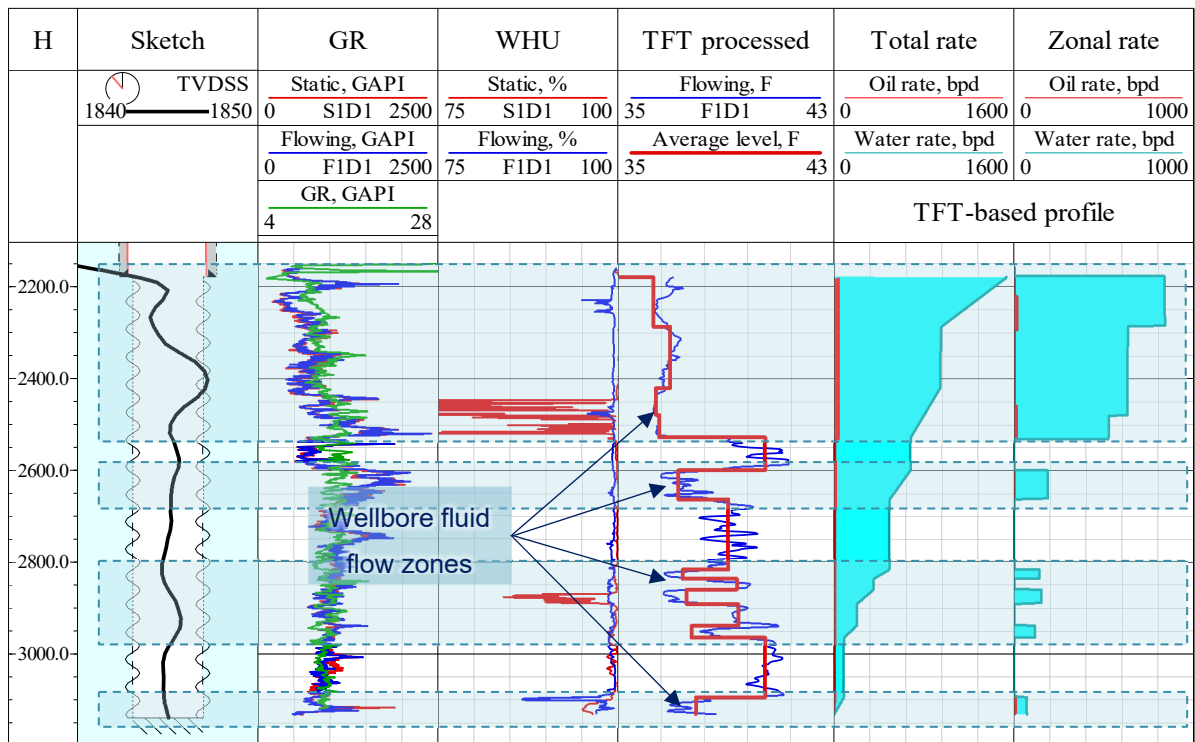 H Sketch GR WHU TFT processed Total rate Zonal rate
TVDSS Static, GAPI Static, % Flowing, F Oil rate, bpd Oil rate, bpd
1840 1850 0 S1D1 2500 75 S1D1 100 35 F1D1 43 0 1600 0 1000
Flowing, GAPI Flowing, % Average level, F Water rate, bpd Water rate, bpd
0 F1D1 2500 75 F1D1 100 35 43 0 1600 0 1000
GR, GAPI
4 28
TFT-based profile
2200.0
2400.0
2600.0
Wellbore fluid
flow zones
2800.0
3000.0